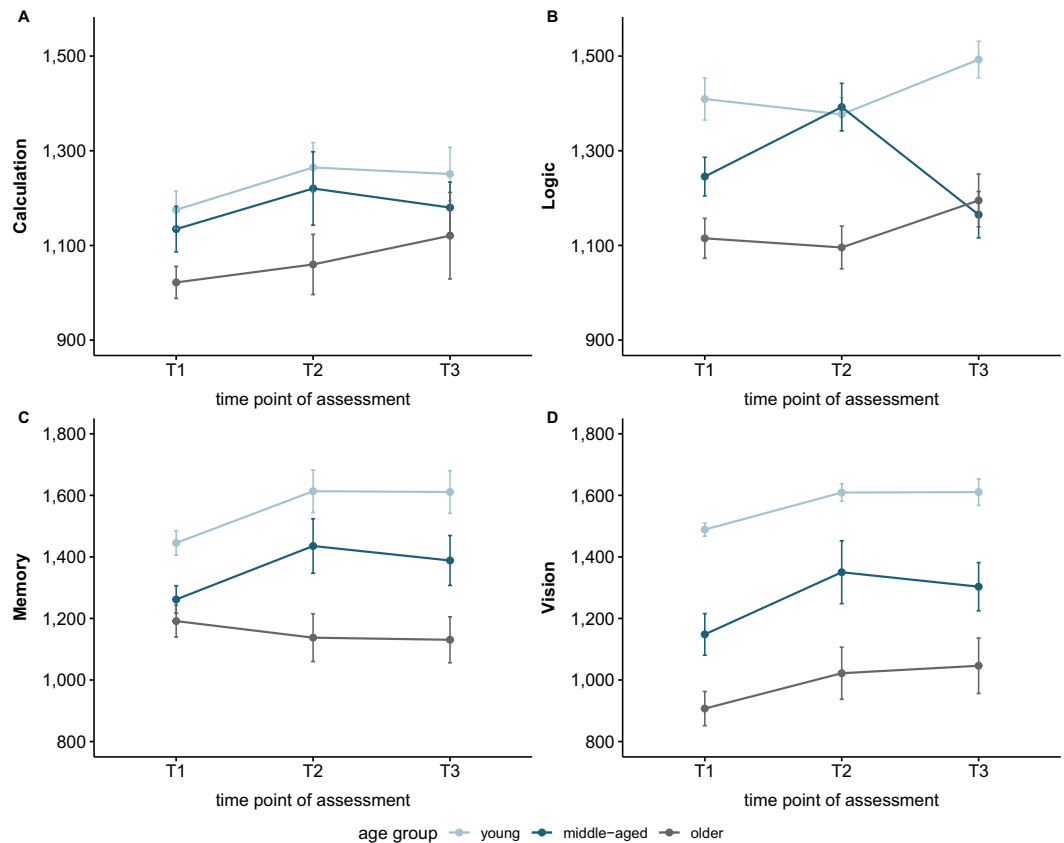 A
1,500
1,300
1,100
900
Calculation
T1 T2 T3
time point of assessment
B
1,500
1,300
1,100
900
Logic
T1 T2 T3
time point of assessment
C
1,800
1,600
1,400
1,200
1,000
800
Memory
T1 T2 T3
time point of assessment
D
1,800
1,600
1,400
1,200
1,000
800
Vision
T1 T2 T3
time point of assessment
age group young middle−aged older